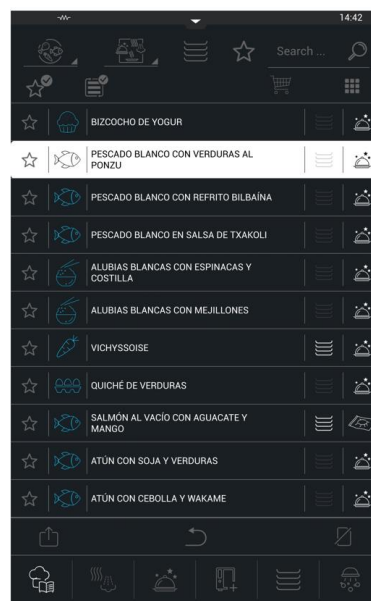 14:42
Search ...
BIZCOCHO DE YOGUR
PESCADO BLANCO CON VERDURAS AL
PONZU
PESCADO BLANCO CON REFRITO BILBAÍNA
PESCADO BLANCO EN SALSA DE TXAKOLI
ALUBIAS BLANCAS CON ESPINACAS Y
COSTILLA
ALUBIAS BLANCAS CON MEJILLONES
VICHYSSOISE
QUICHÉ DE VERDURAS
SALMÓN AL VACÍO CON AGUACATE Y
MANGO
ATÚN CON SOJA Y VERDURAS
ATÚN CON CEBOLLA Y WAKAME